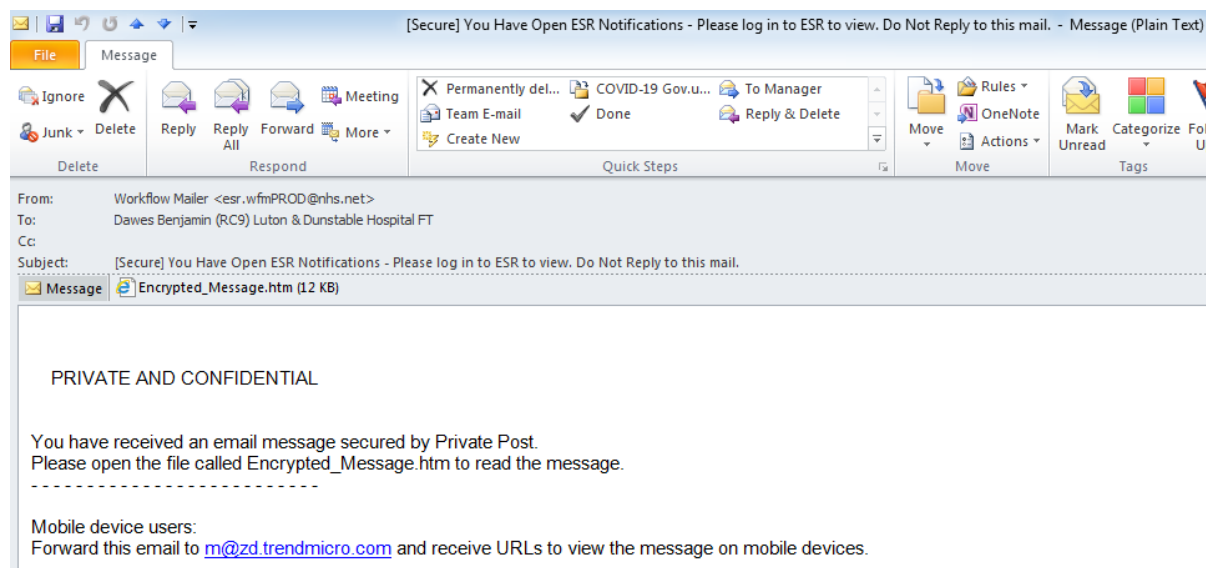 [Secure] You Have Open ESR Notifications - Please log in to ESR to view. Do Not Reply to this mail. - Message (Plain Text)
File Message
Ignore
Junk
Delete
Reply
Reply All
Forward
Meeting
More
Permanently del...
Team E-mail
Create New
COVID-19 Gov.u...
Done
To Manager
Reply & Delete
Move
Rules
OneNote
Actions
Mark Unread
Categorize
Delete Respond Quick Steps Move Tags
From: Workflow Mailer <esr.wfmPROD@nhs.net>
To: Dawes Benjamin (RC9) Luton & Dunstable Hospital FT
Cc:
Subject: [Secure] You Have Open ESR Notifications - Please log in to ESR to view. Do Not Reply to this mail.
Message Encrypted_Message.htm (12 KB)
PRIVATE AND CONFIDENTIAL
You have received an email message secured by Private Post.
Please open the file called Encrypted_Message.htm to read the message.
- - - - - - - - - - - - - - - - - - - - - - - - - -
Mobile device users:
Forward this email to m@zd.trendmicro.com and receive URLs to view the message on mobile devices.